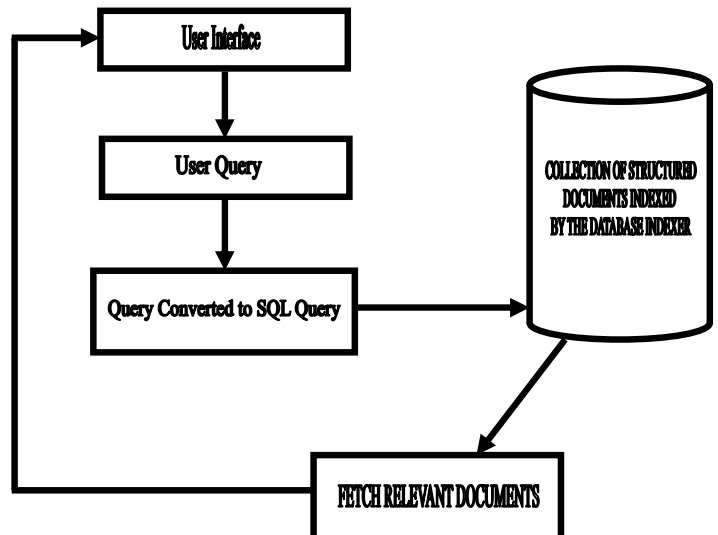 User Interface
User Query
Query Converted to SQL Query
COLLECTION OF STRUCTURED
DOCUMENTS INDEXED
BY THE DATABASE INDEXER
FETCH RELEVANT DOCUMENTS